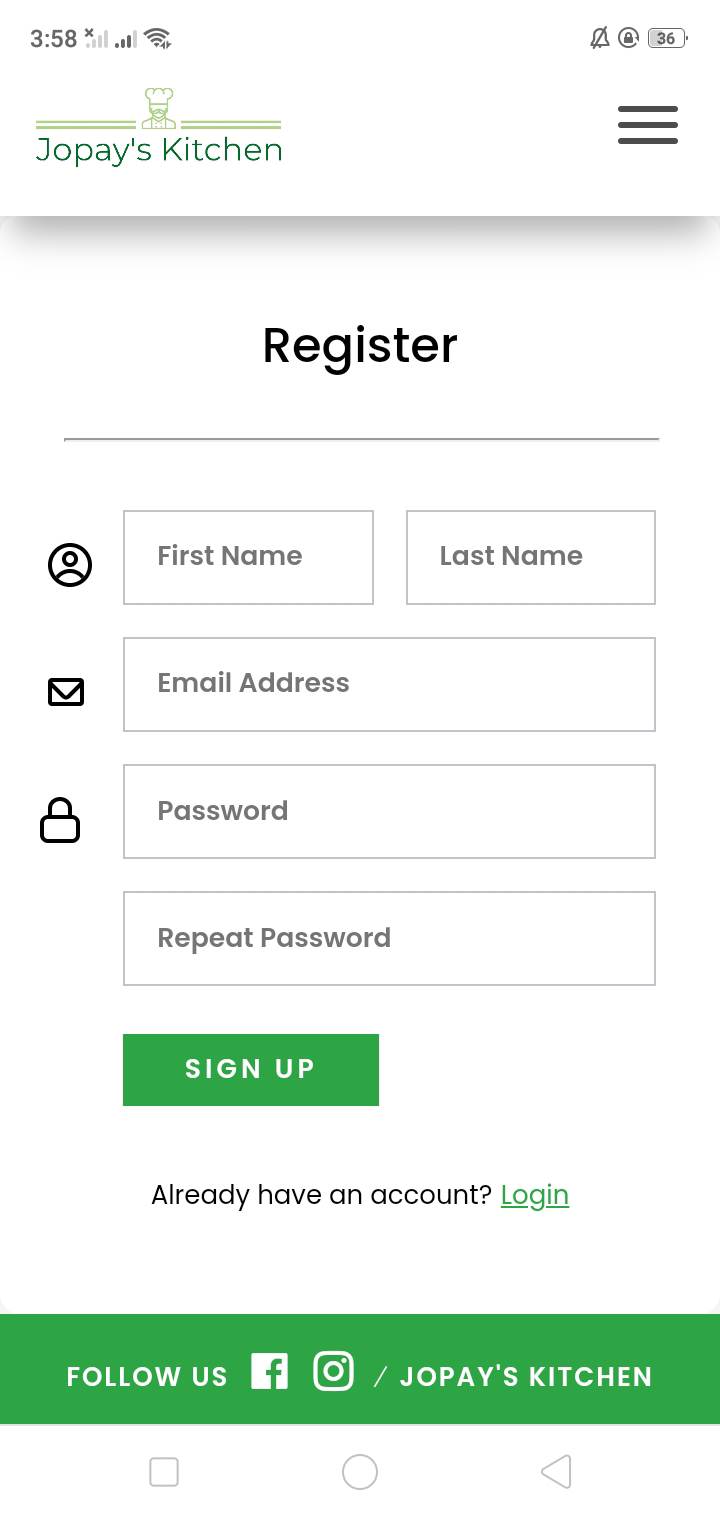 3:58
36
Jopay's Kitchen
Register
First Name Last Name
Email Address
Password
Repeat Password
SIGN UP
Already have an account? Login
FOLLOW US / JOPAY'S KITCHEN